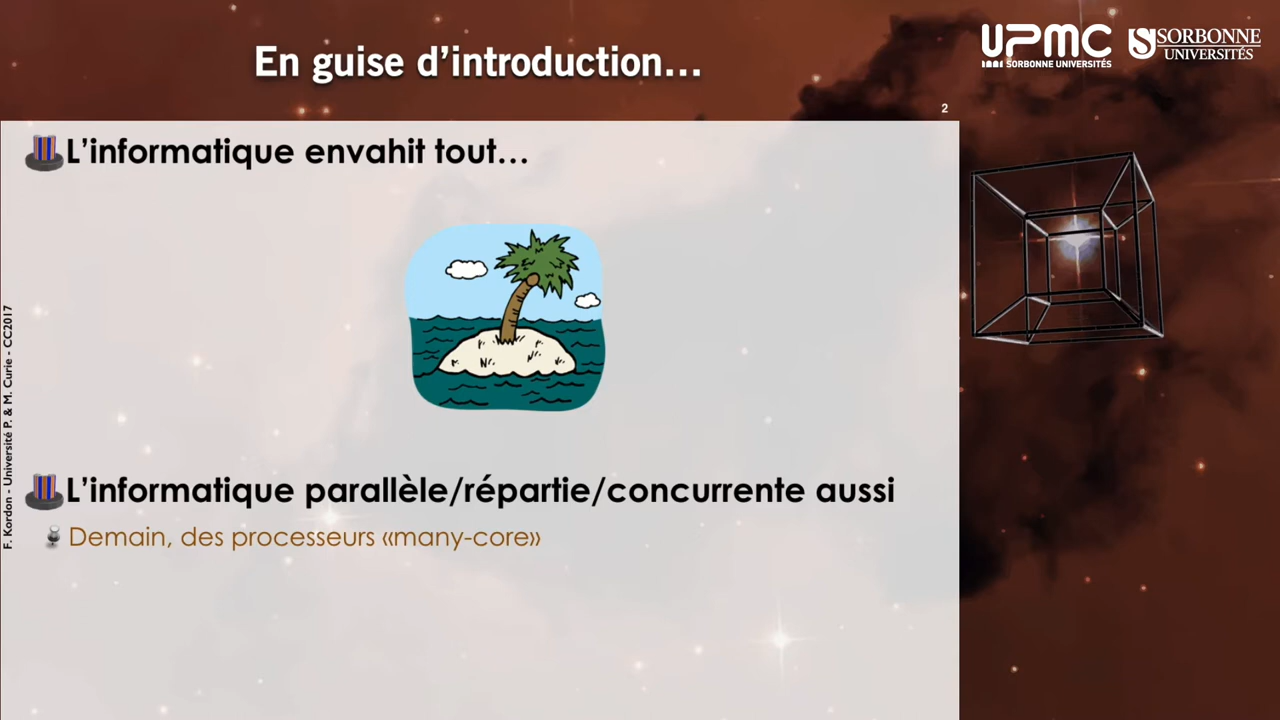 En guise d’introduction…
UPMC
SORBONNE UNIVERSITÉS
SORBONNE
UNIVERSITÉS
2
L’informatique envahit tout…
L’informatique parallèle/répartie/concurrente aussi
Demain, des processeurs «many-core»
F. Kordon - Université P. & M. Curie - CC2017